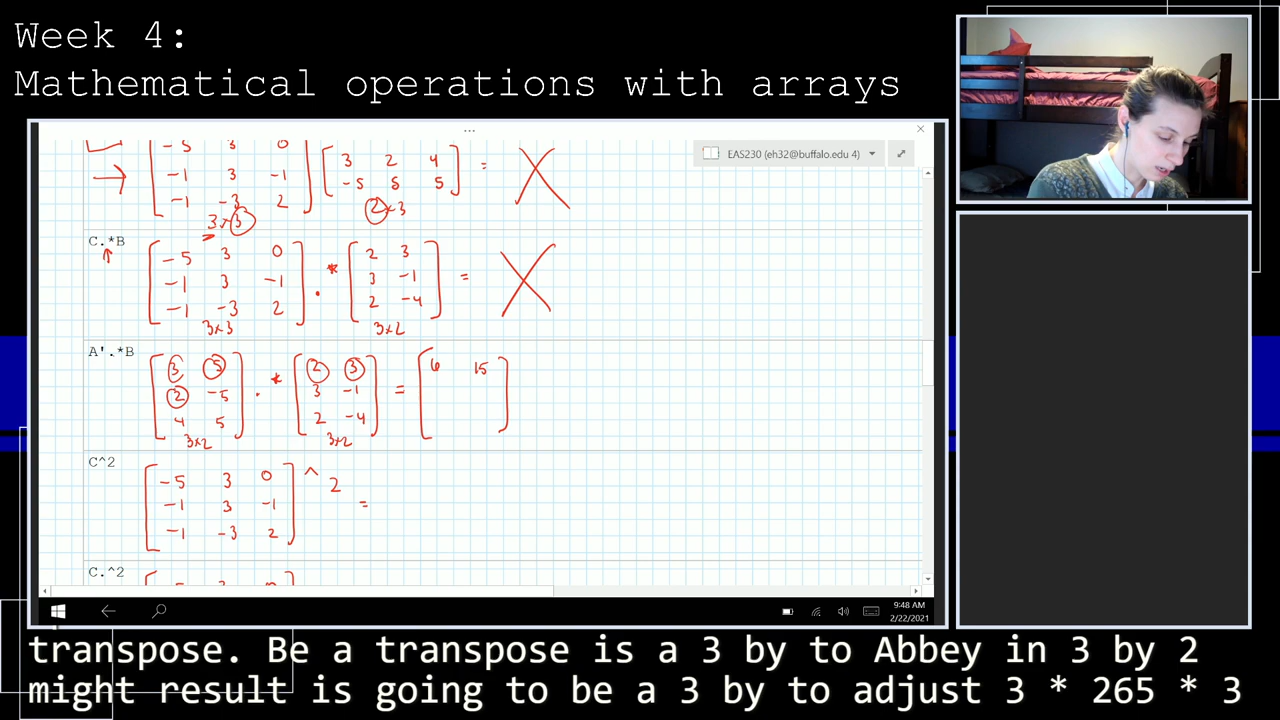 Week 4:
Mathematical operations with arrays
EAS230 (eh32@buffalo.edu 4)
-5 3 0
-1 3 -1
-1 -3 2
3 2 4
-5 5 5
= X
3x3
2x3
C.*B
-5 3 0
-1 3 -1
-1 -3 2
3x3
.*
2 3
3 -1
2 -4
3x2
= X
A'.*B
3 5
2 -5
4 5
3x2
.*
2 3
3 -1
2 -4
3x2
= 6 15
C^2
-5 3 0
-1 3 -1
-1 -3 2
^ 2 =
C.^2
9:48 AM
2/22/2021
transpose. Be a transpose is a 3 by to Abbey in 3 by 2
might result is going to be a 3 by to adjust 3 * 265 * 3